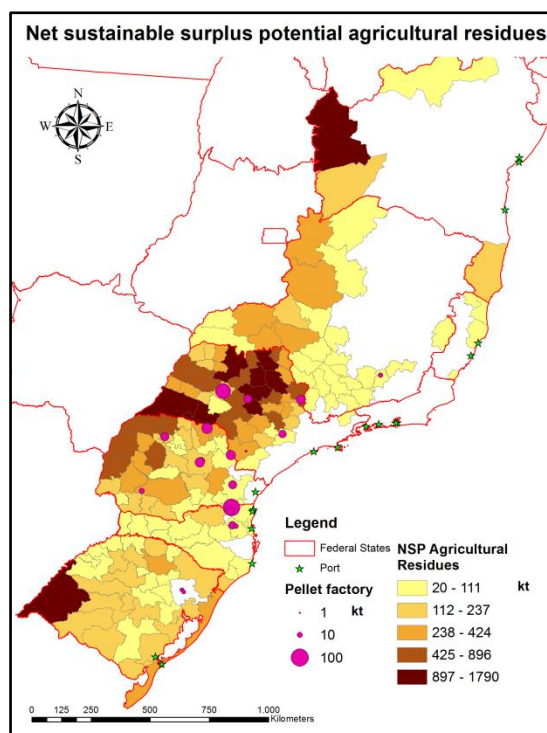 Net sustainable surplus potential agricultural residues
N
W E
S
Legend
Federal States
Port
Pellet factory
1 kt
10
100
NSP Agricultural
Residues
20 - 111 kt
112 - 237
238 - 424
425 - 896
897 - 1790
0 125 250 500 750 1.000
Kilometers